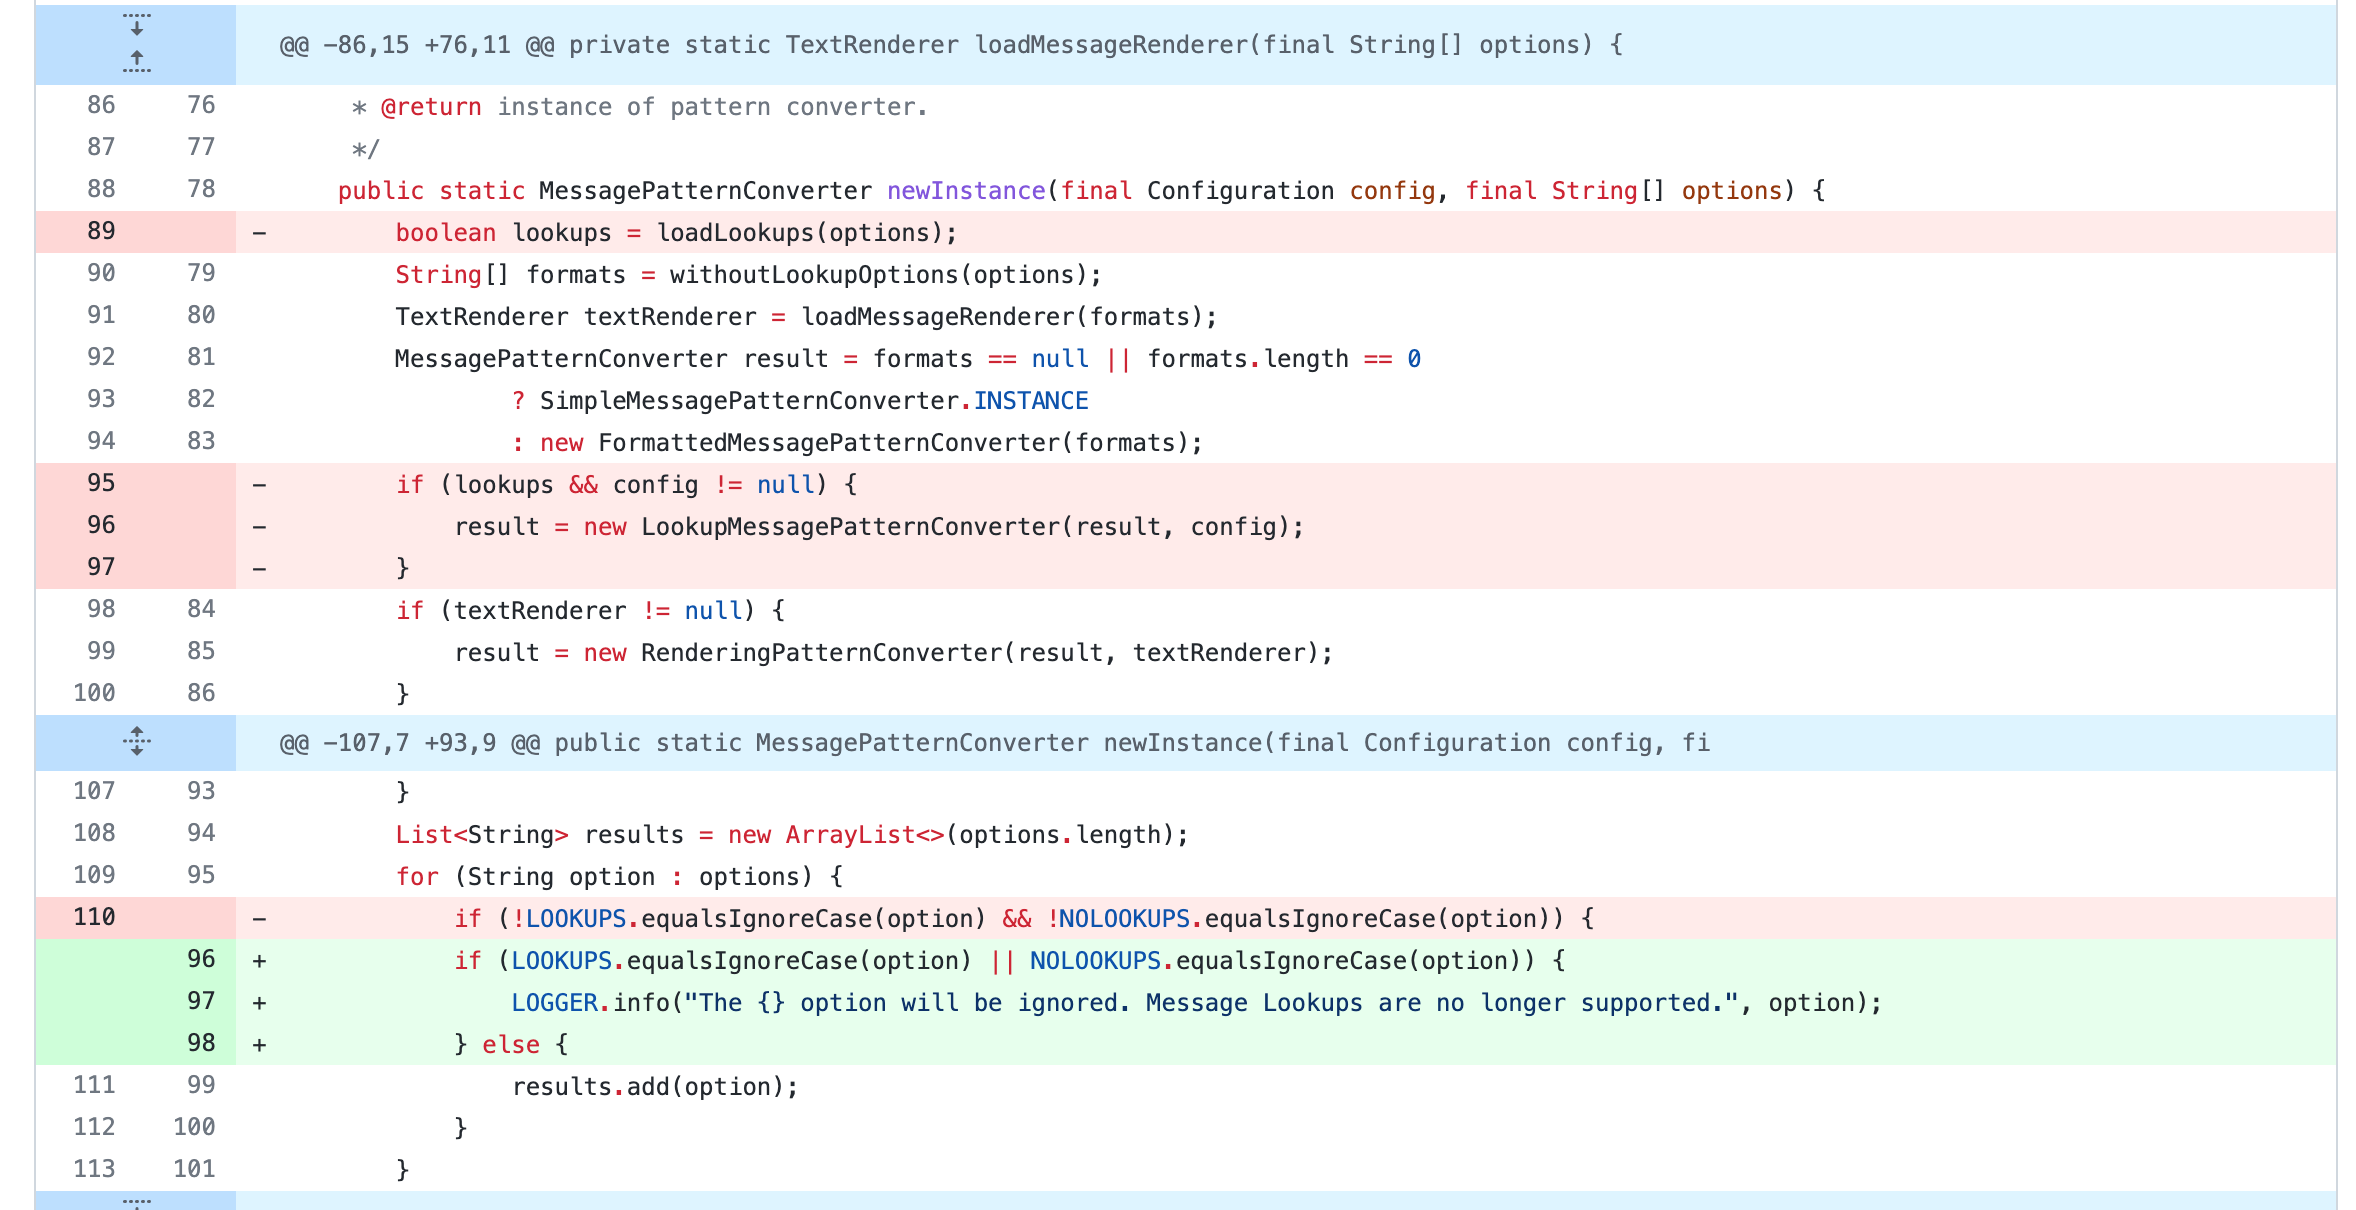 @@ -86,15 +76,11 @@ private static TextRenderer loadMessageRenderer(final String[] options) {
86 76 * @return instance of pattern converter.
87 77 */
88 78 public static MessagePatternConverter newInstance(final Configuration config, final String[] options) {
89 - boolean lookups = loadLookups(options);
90 79 String[] formats = withoutLookupOptions(options);
91 80 TextRenderer textRenderer = loadMessageRenderer(formats);
92 81 MessagePatternConverter result = formats == null || formats.length == 0
93 82 ? SimpleMessagePatternConverter.INSTANCE
94 83 : new FormattedMessagePatternConverter(formats);
95 - if (lookups && config != null) {
96 - result = new LookupMessagePatternConverter(result, config);
97 - }
98 84 if (textRenderer != null) {
99 85 result = new RenderingPatternConverter(result, textRenderer);
100 86 }
@@ -107,7 +93,9 @@ public static MessagePatternConverter newInstance(final Configuration config, fi
107 93 }
108 94 List<String> results = new ArrayList<>(options.length);
109 95 for (String option : options) {
110 - if (!LOOKUPS.equalsIgnoreCase(option) && !NOLOOKUPS.equalsIgnoreCase(option)) {
96 + if (LOOKUPS.equalsIgnoreCase(option) || NOLOOKUPS.equalsIgnoreCase(option)) {
97 + LOGGER.info("The {} option will be ignored. Message Lookups are no longer supported.", option);
98 + } else {
111 99 results.add(option);
112 100 }
113 101 }